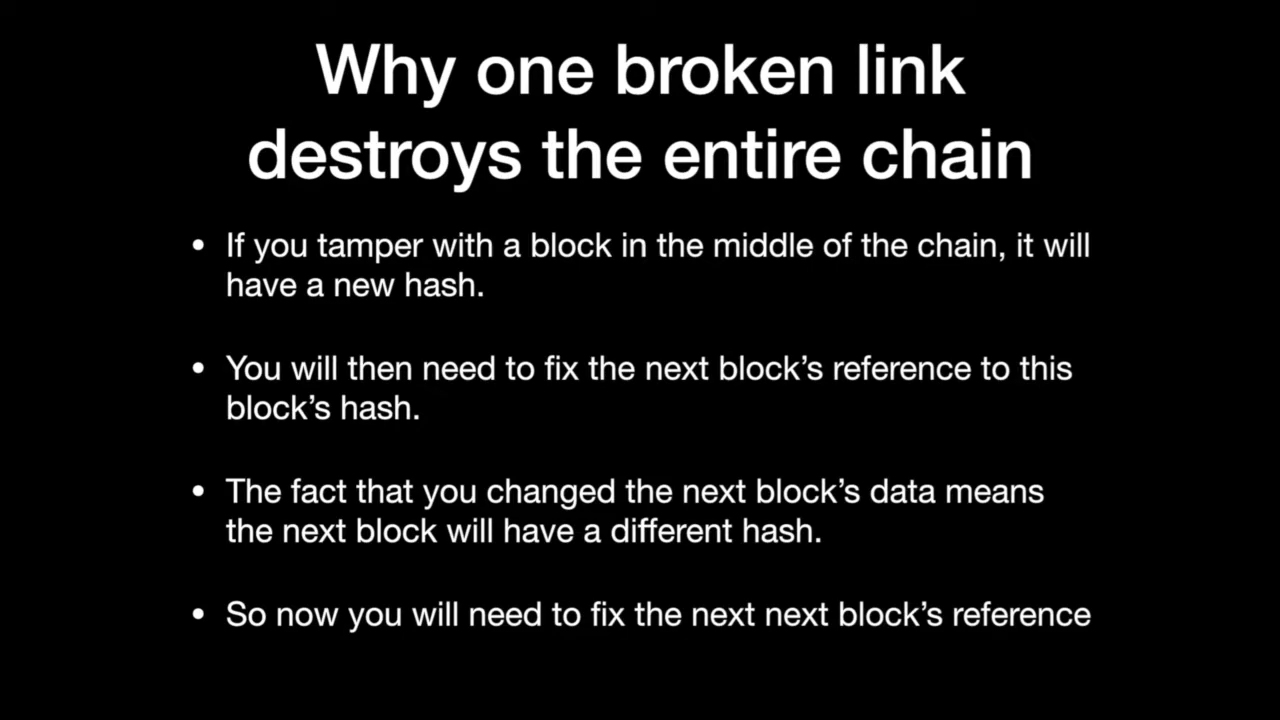 Why one broken link
destroys the entire chain
• If you tamper with a block in the middle of the chain, it will
have a new hash.
• You will then need to fix the next block’s reference to this
block’s hash.
• The fact that you changed the next block’s data means
the next block will have a different hash.
• So now you will need to fix the next next block’s reference